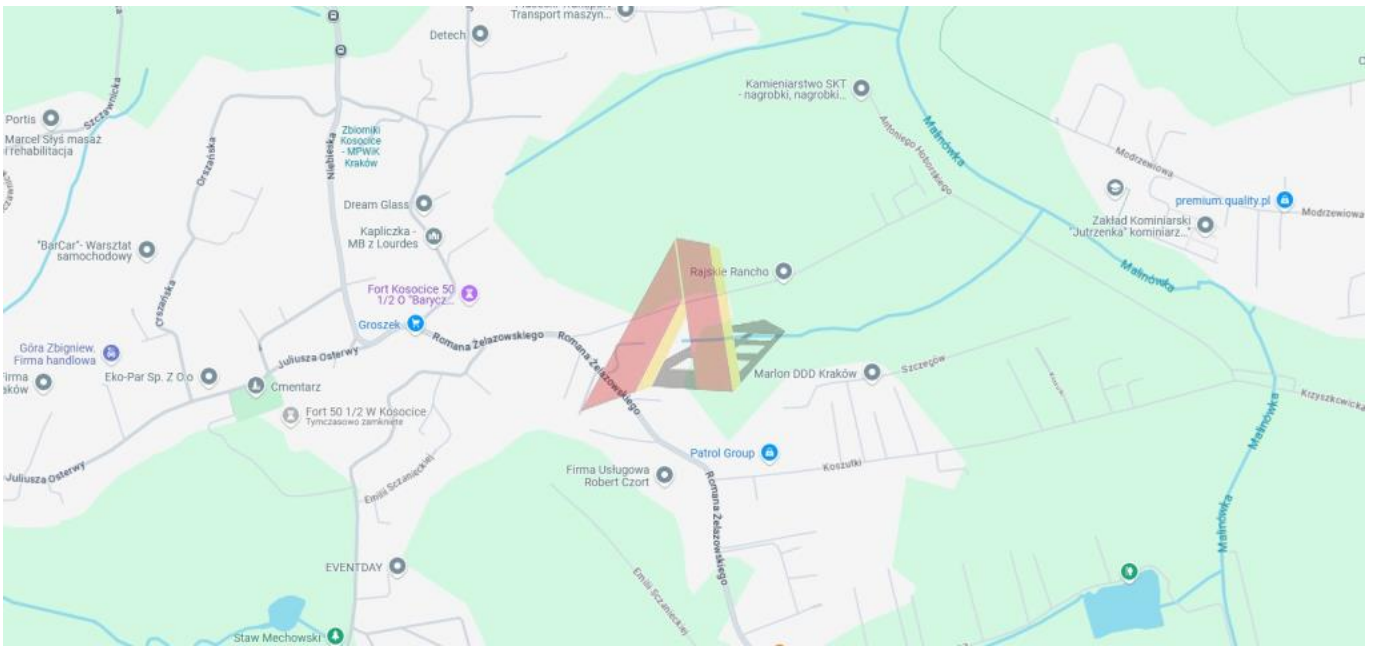 Transport maszyn...
Detech
Kamieniarstwo SKT
- nagrobki, nagrobki...
Portis
Szczawnicka
Marcel Słyś masaż
i rehabilitacja
Orszańska
Niebieska
Zbiorniki
Kosocice
- MPWiK
Kraków
Antoniego Hoborskiego
Malinówka
Modrzewiowa
premium.quality.pl
Modrzewiowa
Zakład Kominiarski
"Jutrzenka" kominiarz..."
Dream Glass
Kapliczka -
MB z Lourdes
"BarCar"- Warsztat
samochodowy
Orszańska
Fort Kosocice 50
1/2 O "Barycz...
Rajskie Rancho
Malinówka
Groszek
Romana Żelazowskiego
Romana Żelazowskiego
Góra Zbigniew.
Firma handlowa
Juliusza Osterwy
Eko-Par Sp. Z O.o
Cmentarz
Firma
Marlon DDD Kraków
Szczegów
Koszutki
Krzyszkowicka
Malinówka
Fort 50 1/2 W Kosocice
Tymczasowo zamknięte
Patrol Group
Koszutki
Juliusza Osterwy
Emilii Sczanieckiej
Firma Usługowa
Robert Czort
Romana Żelazowskiego
Malinówka
EVENTDAY
Emilii Sczanieckiej
Staw Mechowski